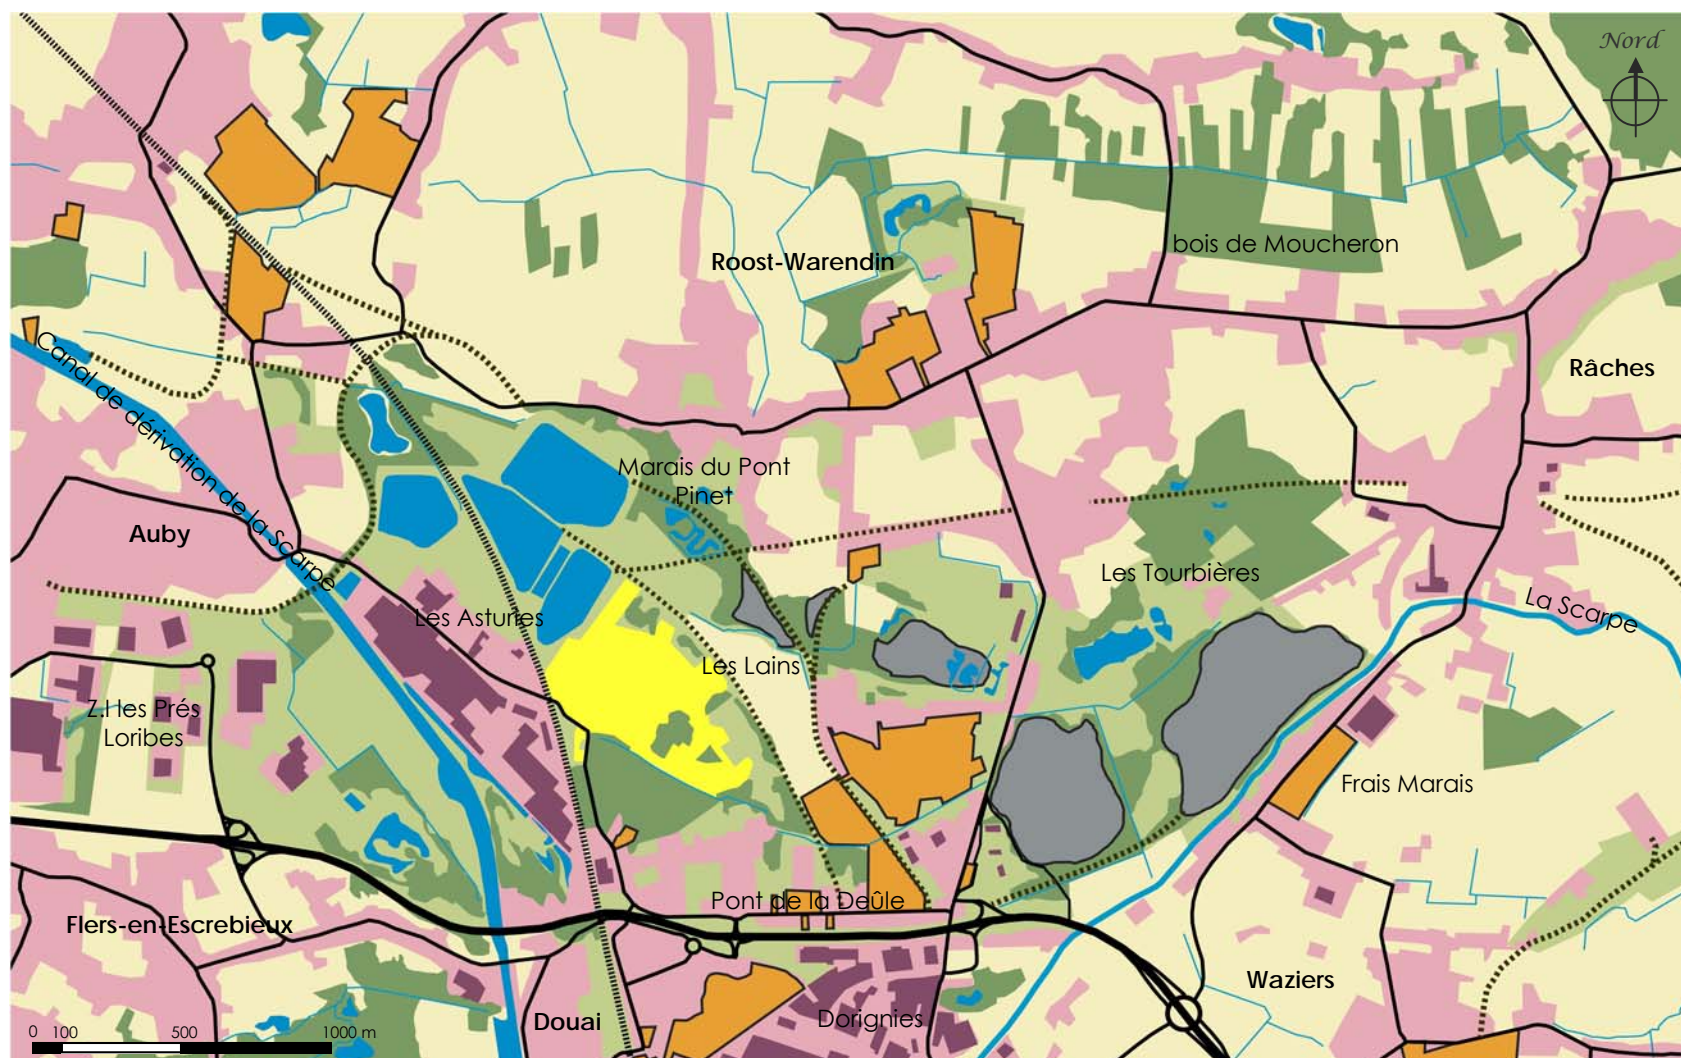 Nord
bois de Moucheron
Roost-Warendin
Râches
Canal de dérivation de la Scarpe
Marais du Pont
Pinet
Auby
Les Tourbières
La Scarpe
Les Asturies
Les Lains
Z.I les Prés
Loribes
Frais Marais
Pont de la Deûle
Flers-en-Escrebieux
Waziers
Douai
Dorignies
0 100 500 1000 m